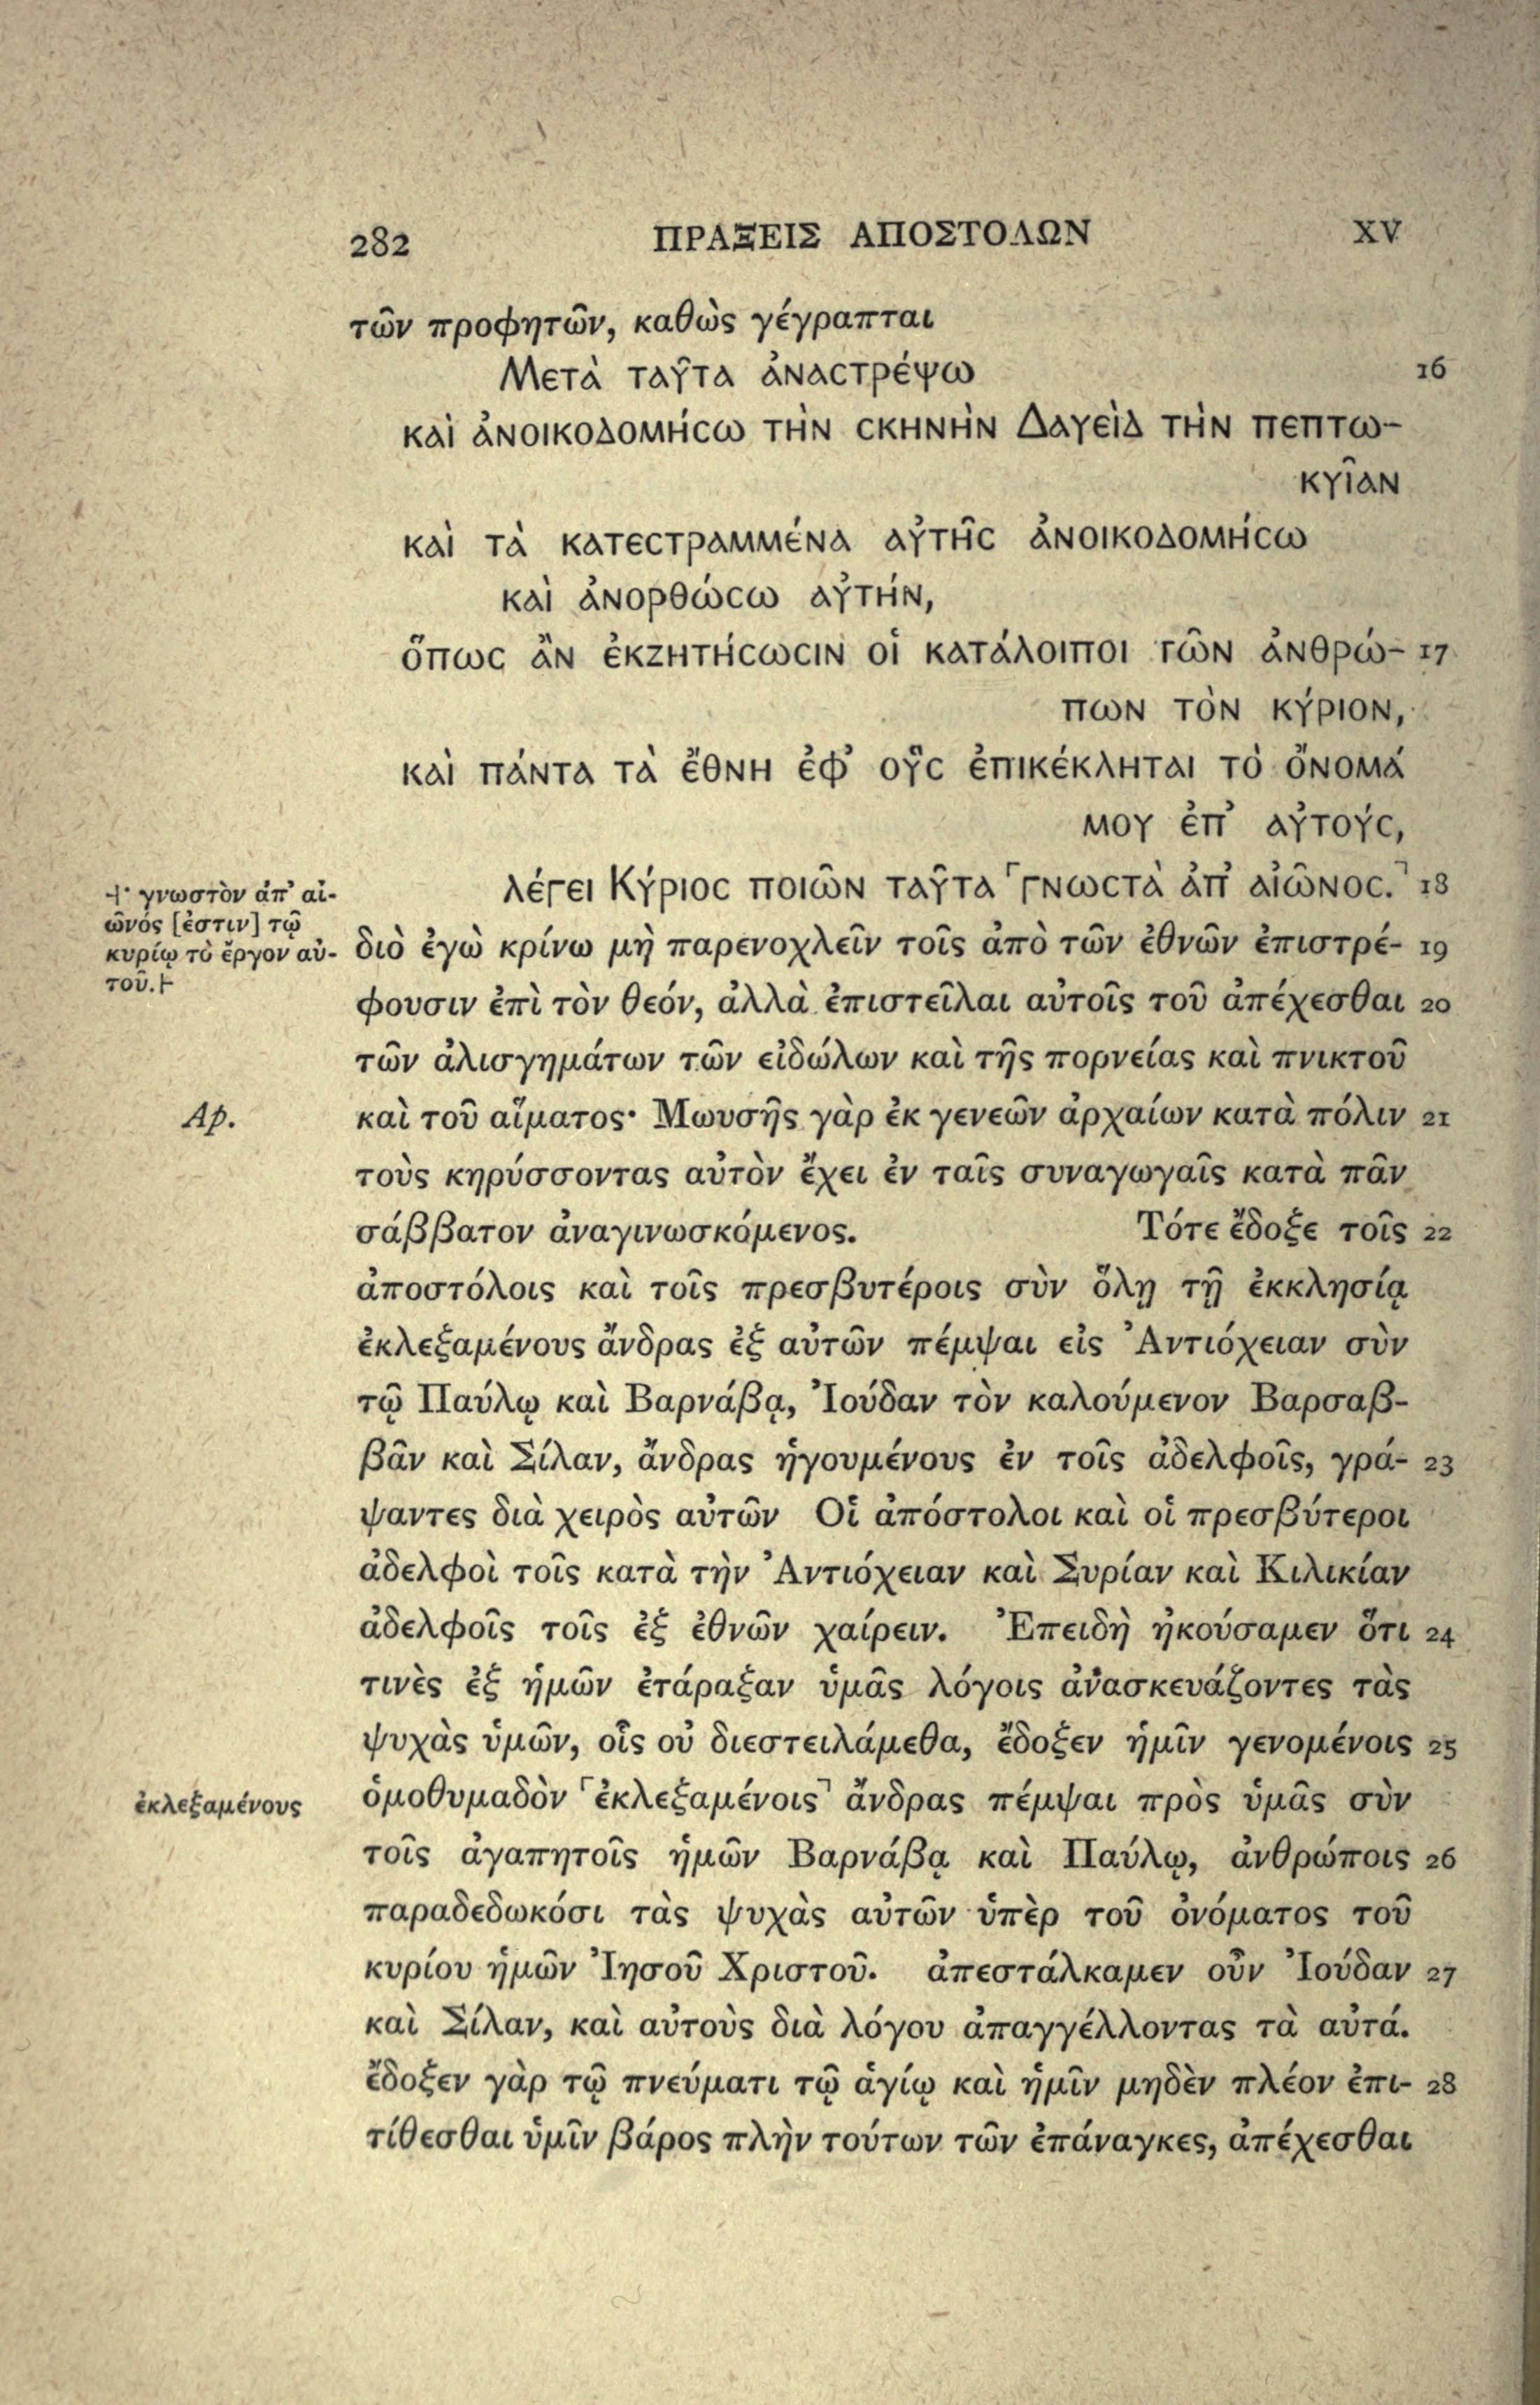 282 ΠΡΑΞΕΙΣ ΑΠΟΣΤΟΛΩΝ XV
τῶν προφητῶν, καθὼς γέγραπται
Μετὰ ταῦτα ἀναστρέψω 16
καὶ ἀνοικοδομήσω τὴν σκηνὴν Δαυεὶδ τὴν πεπτω-
κυῖαν
καὶ τὰ κατεστραμμένα αὐτῆς ἀνοικοδομήσω
καὶ ἀνορθώσω αὐτήν,
ὅπως ἂν ἐκζητήσωσιν οἱ κατάλοιποι τῶν ἀνθρώ- 17
πων τὸν κύριον,
καὶ πάντα τὰ ἔθνη ἐφ' οὓς ἐπικέκληται τὸ ὄνομά
μου ἐπ' αὐτούς,
λέγει Κύριος ποιῶν ταῦτα ⌜γνωστὰ ἀπ' αἰῶνος.⌝ 18
⊣· γνωστὸν ἀπ' αἰ-
ῶνός [ἐστιν] τῷ
κυρίῳ τὸ ἔργον αὐ-
τοῦ.⊢
διὸ ἐγὼ κρίνω μὴ παρενοχλεῖν τοῖς ἀπὸ τῶν ἐθνῶν ἐπιστρέ- 19
φουσιν ἐπὶ τὸν θεόν, ἀλλὰ ἐπιστεῖλαι αὐτοῖς τοῦ ἀπέχεσθαι 20
τῶν ἀλισγημάτων τῶν εἰδώλων καὶ τῆς πορνείας καὶ πνικτοῦ
Ap.
καὶ τοῦ αἵματος· Μωυσῆς γὰρ ἐκ γενεῶν ἀρχαίων κατὰ πόλιν 21
τοὺς κηρύσσοντας αὐτὸν ἔχει ἐν ταῖς συναγωγαῖς κατὰ πᾶν
σάββατον ἀναγινωσκόμενος. Τότε ἔδοξε τοῖς 22
ἀποστόλοις καὶ τοῖς πρεσβυτέροις σὺν ὅλῃ τῇ ἐκκλησίᾳ
ἐκλεξαμένους ἄνδρας ἐξ αὐτῶν πέμψαι εἰς Ἀντιόχειαν σὺν
τῷ Παύλῳ καὶ Βαρνάβᾳ, Ἰούδαν τὸν καλούμενον Βαρσαβ-
βᾶν καὶ Σίλαν, ἄνδρας ἡγουμένους ἐν τοῖς ἀδελφοῖς, γρά- 23
ψαντες διὰ χειρὸς αὐτῶν Οἱ ἀπόστολοι καὶ οἱ πρεσβύτεροι
ἀδελφοὶ τοῖς κατὰ τὴν Ἀντιόχειαν καὶ Συρίαν καὶ Κιλικίαν
ἀδελφοῖς τοῖς ἐξ ἐθνῶν χαίρειν. Ἐπειδὴ ἠκούσαμεν ὅτι 24
τινὲς ἐξ ἡμῶν ἐτάραξαν ὑμᾶς λόγοις ἀνασκευάζοντες τὰς
ψυχὰς ὑμῶν, οἷς οὐ διεστειλάμεθα, ἔδοξεν ἡμῖν γενομένοις 25
ἐκλεξαμένους
ὁμοθυμαδὸν ⌜ἐκλεξαμένοις⌝ ἄνδρας πέμψαι πρὸς ὑμᾶς σὺν
τοῖς ἀγαπητοῖς ἡμῶν Βαρνάβᾳ καὶ Παύλῳ, ἀνθρώποις 26
παραδεδωκόσι τὰς ψυχὰς αὐτῶν ὑπὲρ τοῦ ὀνόματος τοῦ
κυρίου ἡμῶν Ἰησοῦ Χριστοῦ. ἀπεστάλκαμεν οὖν Ἰούδαν 27
καὶ Σίλαν, καὶ αὐτοὺς διὰ λόγου ἀπαγγέλλοντας τὰ αὐτά.
ἔδοξεν γὰρ τῷ πνεύματι τῷ ἁγίῳ καὶ ἡμῖν μηδὲν πλέον ἐπι- 28
τίθεσθαι ὑμῖν βάρος πλὴν τούτων τῶν ἐπάναγκες, ἀπέχεσθαι